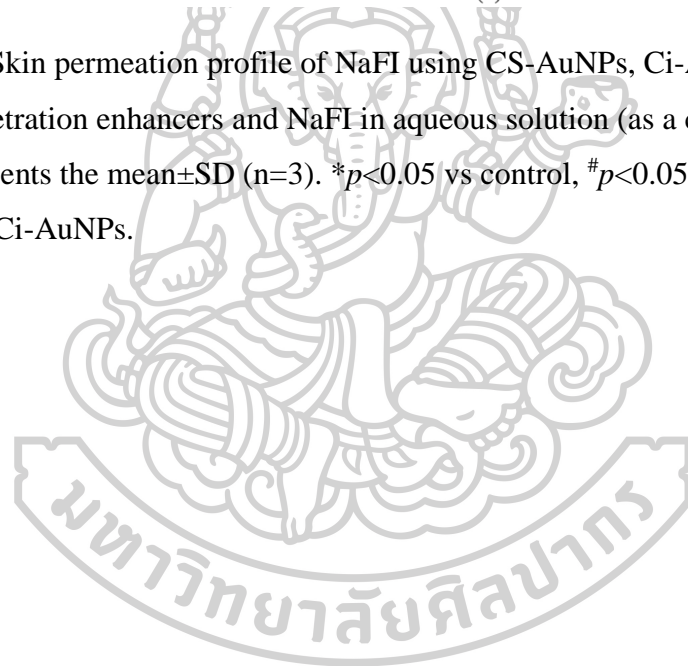 Skin permeation profile of NaFI using CS-AuNPs, Ci-
etration enhancers and NaFI in aqueous solution (as a
ents the mean±SD (n=3). *p<0.05 vs control, #p<0.05
Ci-AuNPs.
มหาวิทยาลัยศิลปากร